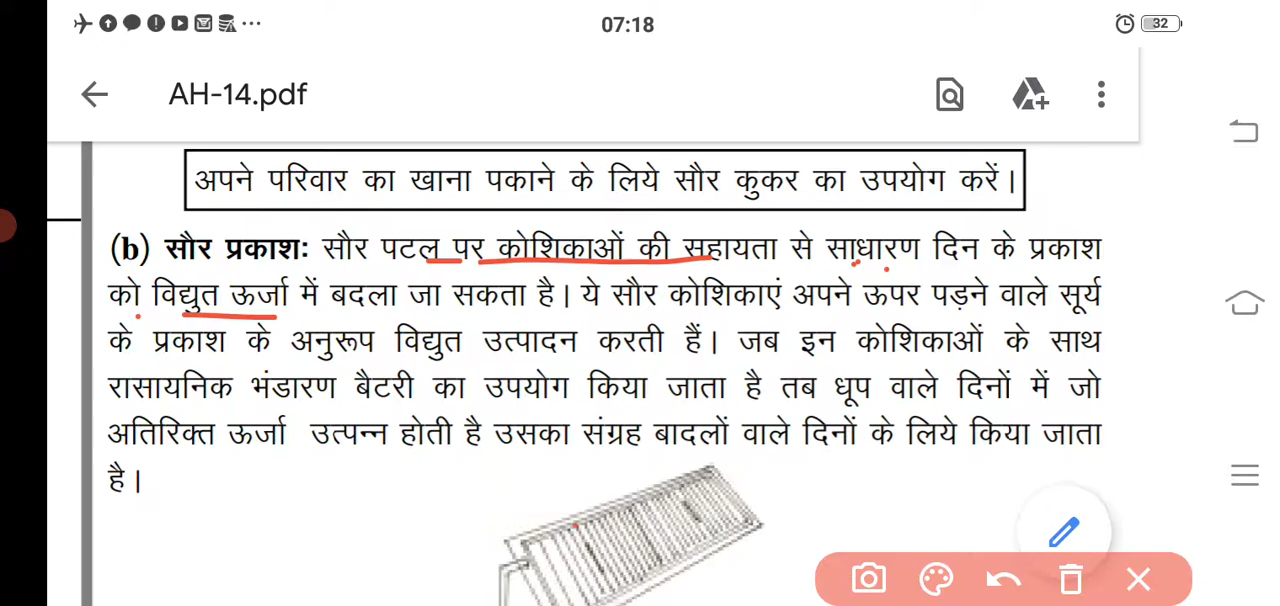 07:18
32
AH-14.pdf
अपने परिवार का खाना पकाने के लिये सौर कुकर का उपयोग करें।
(b) सौर प्रकाशः सौर पटल पर कोशिकाओं की सहायता से साधारण दिन के प्रकाश
को विद्युत ऊर्जा में बदला जा सकता है। ये सौर कोशिकाएं अपने ऊपर पड़ने वाले सूर्य
के प्रकाश के अनुरूप विद्युत उत्पादन करती हैं। जब इन कोशिकाओं के साथ
रासायनिक भंडारण बैटरी का उपयोग किया जाता है तब धूप वाले दिनों में जो
अतिरिक्त ऊर्जा उत्पन्न होती है उसका संग्रह बादलों वाले दिनों के लिये किया जाता
है।